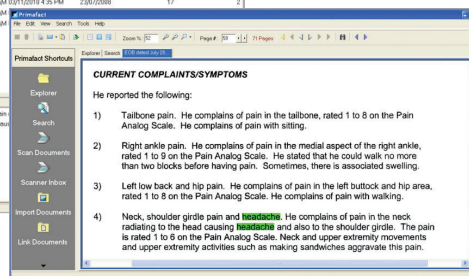 03/11/2018 4:35 PM 23/07/2008 17 2
Primafact
File Edit View Search Tools Help
Zoom % 52 Page # 59 71 Pages
Primafact Shortcuts
Explorer
Search
Scan Documents
Scanner Inbox
Import Documents
Link Documents
Explorer Search EOB dated July 25...
CURRENT COMPLAINTS/SYMPTOMS
He reported the following:
1) Tailbone pain. He complains of pain in the tailbone, rated 1 to 8 on the Pain
Analog Scale. He complains of pain with sitting.
2) Right ankle pain. He complains of pain in the medial aspect of the right ankle,
rated 1 to 9 on the Pain Analog Scale. He stated that he could walk no more
than two blocks before having pain. Sometimes, there is associated swelling.
3) Left low back and hip pain. He complains of pain in the left buttock and hip area,
rated 1 to 8 on the Pain Analog Scale. He complains of pain with walking.
4) Neck, shoulder girdle pain and headache. He complains of pain in the neck
radiating to the head causing headache and also to the shoulder girdle. The pain
is rated 1 to 6 on the Pain Analog Scale. Neck and upper extremity movements
and upper extremity activities such as making sandwiches aggravate this pain.